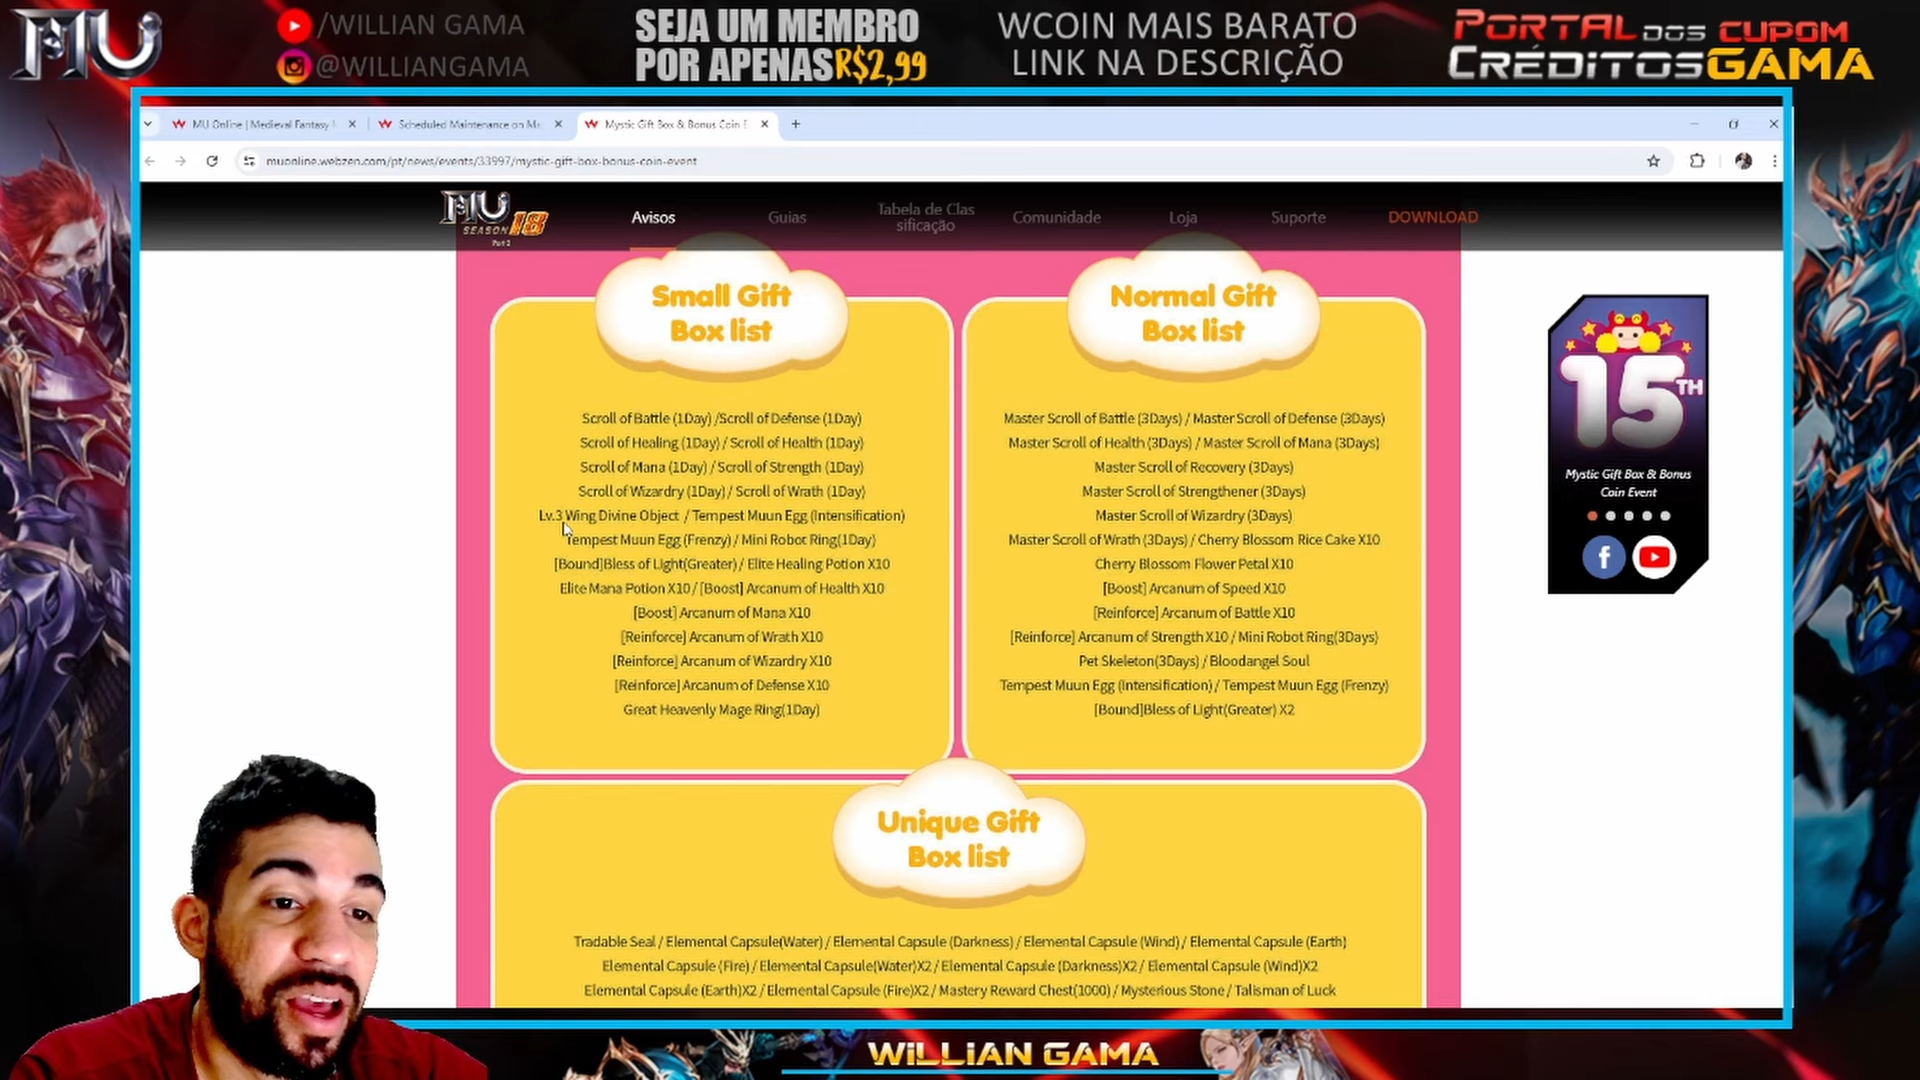 MU
/WILLIAN GAMA
@WILLIANGAMA
SEJA UM MEMBRO
POR APENAS R$2,99
WCOIN MAIS BARATO
LINK NA DESCRIÇÃO
PORTAL DOS CRÉDITOS
CUPOM GAMA
MU Online | Medieval Fantasy
Scheduled Maintenance on Ma
Mystic Gift Box & Bonus Coin E
muonline.webzen.com/pt/news/events/33997/mystic-gift-box-bonus-coin-event
MU
SEASON 18
Part 2
Avisos
Guias
Tabela de Clas
sificação
Comunidade
Loja
Suporte
DOWNLOAD
Small Gift
Box list
Scroll of Battle (1Day) /Scroll of Defense (1Day)
Scroll of Healing (1Day) / Scroll of Health (1Day)
Scroll of Mana (1Day) / Scroll of Strength (1Day)
Scroll of Wizardry (1Day) / Scroll of Wrath (1Day)
Lv.3 Wing Divine Object / Tempest Muun Egg (Intensification)
Tempest Muun Egg (Frenzy) / Mini Robot Ring(1Day)
[Bound]Bless of Light(Greater) / Elite Healing Potion X10
Elite Mana Potion X10 / [Boost] Arcanum of Health X10
[Boost] Arcanum of Mana X10
[Reinforce] Arcanum of Wrath X10
[Reinforce] Arcanum of Wizardry X10
[Reinforce] Arcanum of Defense X10
Great Heavenly Mage Ring(1Day)
Normal Gift
Box list
Master Scroll of Battle (3Days) / Master Scroll of Defense (3Days)
Master Scroll of Health (3Days) / Master Scroll of Mana (3Days)
Master Scroll of Recovery (3Days)
Master Scroll of Strengthener (3Days)
Master Scroll of Wizardry (3Days)
Master Scroll of Wrath (3Days) / Cherry Blossom Rice Cake X10
Cherry Blossom Flower Petal X10
[Boost] Arcanum of Speed X10
[Reinforce] Arcanum of Battle X10
[Reinforce] Arcanum of Strength X10 / Mini Robot Ring(3Days)
Pet Skeleton(3Days) / Bloodangel Soul
Tempest Muun Egg (Intensification) / Tempest Muun Egg (Frenzy)
[Bound]Bless of Light(Greater) X2
15TH
Mystic Gift Box & Bonus
Coin Event
Unique Gift
Box list
Tradable Seal / Elemental Capsule(Water) / Elemental Capsule (Darkness) / Elemental Capsule (Wind) / Elemental Capsule (Earth)
Elemental Capsule (Fire) / Elemental Capsule(Water)X2 / Elemental Capsule (Darkness)X2 / Elemental Capsule (Wind)X2
Elemental Capsule (Earth)X2 / Elemental Capsule (Fire)X2 / Mastery Reward Chest(1000) / Mysterious Stone / Talisman of Luck
WILLIAN GAMA